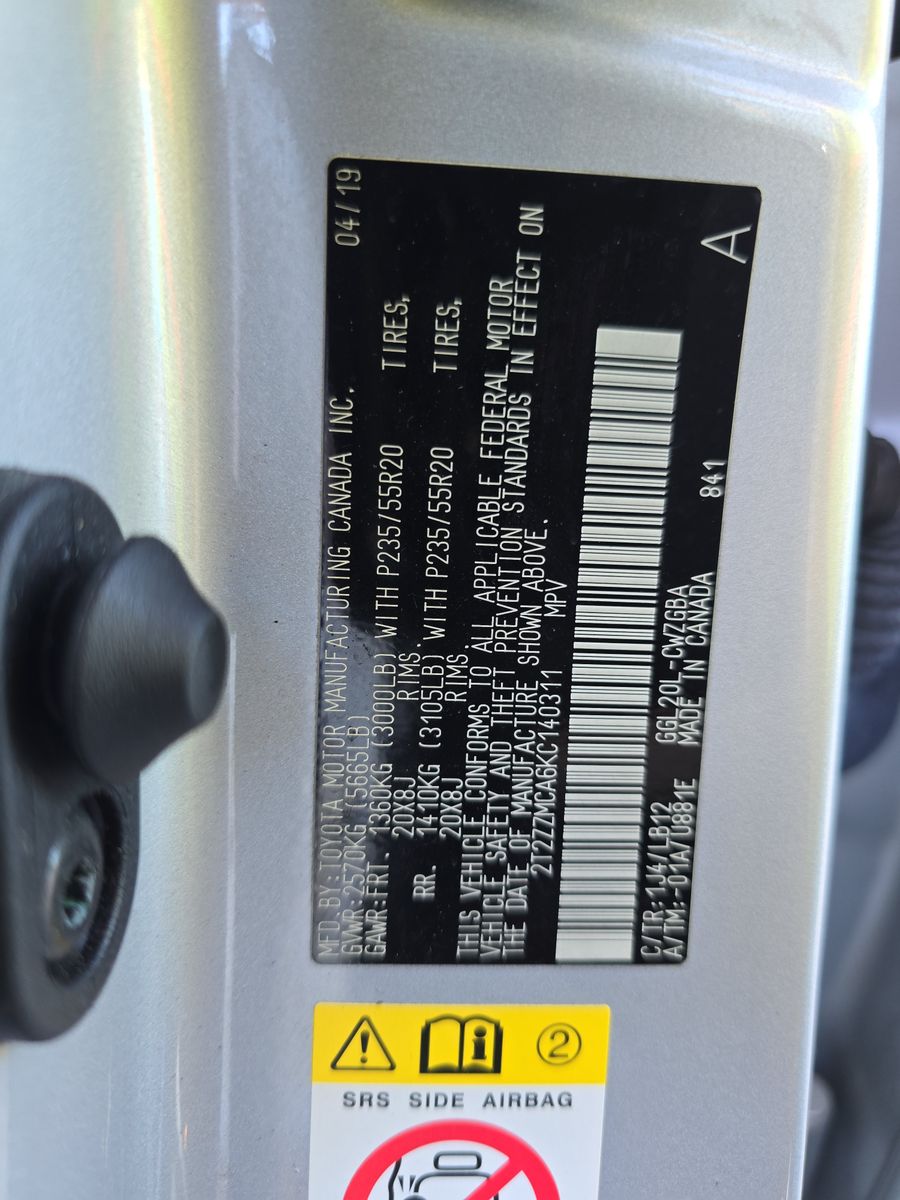 MFD.BY:TOYOTA MOTOR MANUFACTURING CANADA INC. 04/19
GVWR:2570KG (5665LB)
GAWR:FRT. 1360KG (3000LB) WITH P235/55R20 TIRES,
20X8J RIMS.
RR. 1410KG (3105LB) WITH P235/55R20 TIRES,
20X8J RIMS.
THIS VEHICLE CONFORMS TO ALL APPLICABLE FEDERAL MOTOR
VEHICLE SAFETY AND THEFT PREVENTION STANDARDS IN EFFECT ON
THE DATE OF MANUFACTURE SHOWN ABOVE.
2T2ZZMCA6KC140311 MPV
C/TR:1J4/LB12 GGL20L-CWZGBA 841
A/TM:-01A/U881E MADE IN CANADA A
2
SRS SIDE AIRBAG